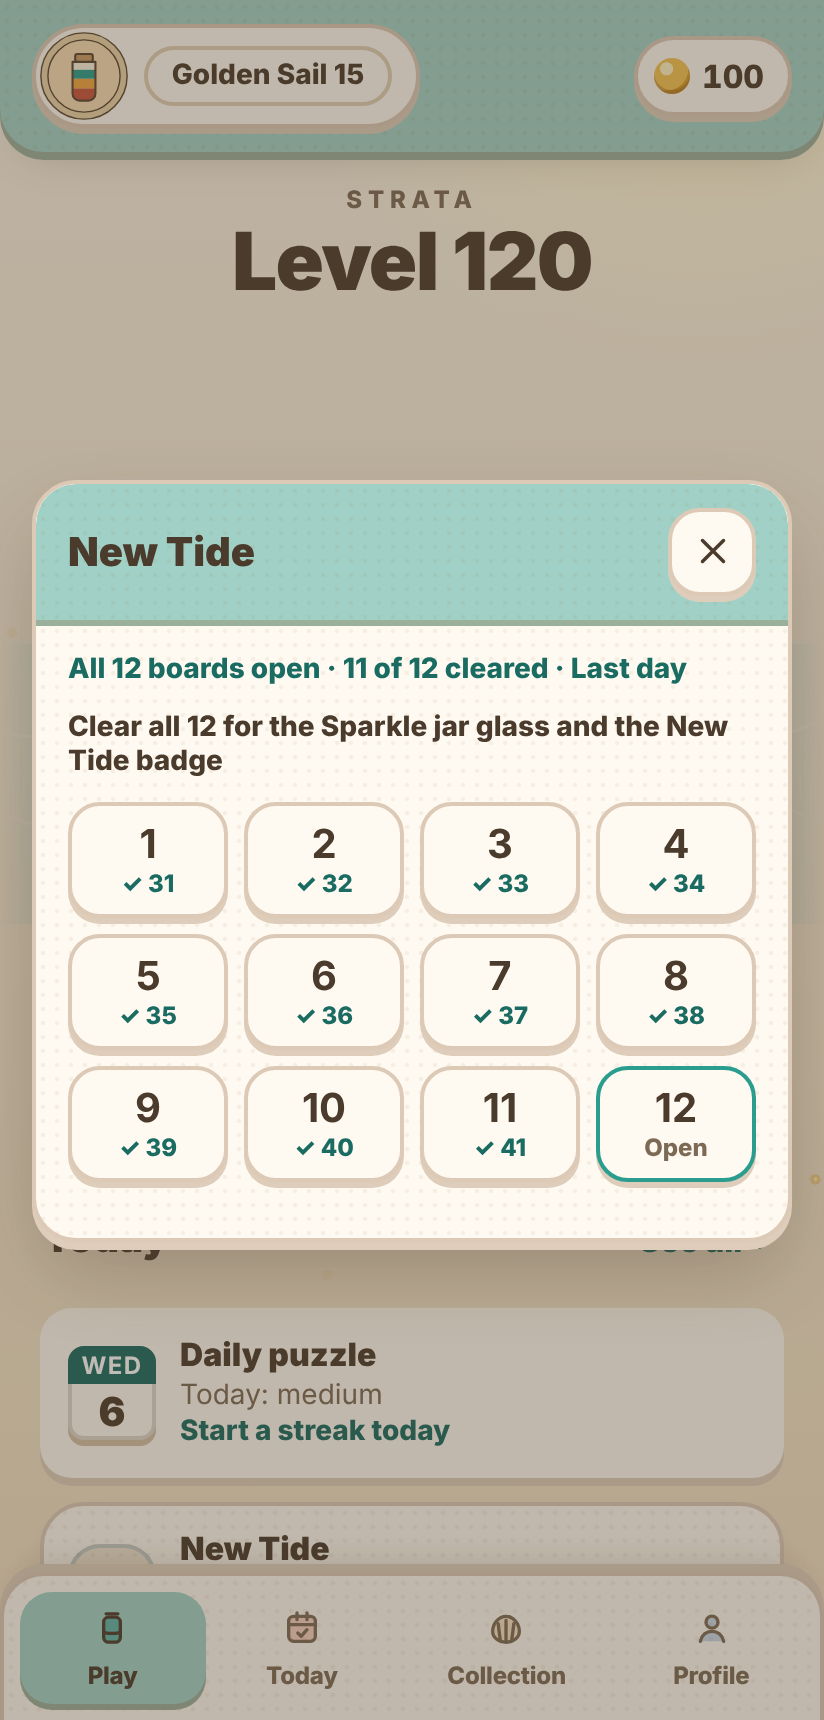 Golden Sail 15
100
STRATA
Level 120
New Tide
All 12 boards open · 11 of 12 cleared · Last day
Clear all 12 for the Sparkle jar glass and the New
Tide badge
1
✓ 31
2
✓ 32
3
✓ 33
4
✓ 34
5
✓ 35
6
✓ 36
7
✓ 37
8
✓ 38
9
✓ 39
10
✓ 40
11
✓ 41
12
Open
Today
See all
WED
6
Daily puzzle
Today: medium
Start a streak today
New Tide
Play
Today
Collection
Profile